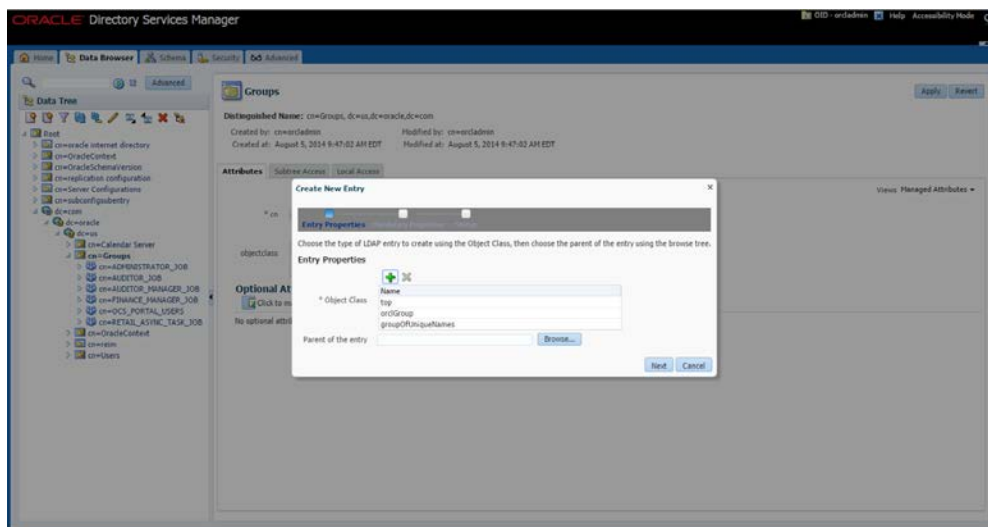 ORACLE Directory Services Manager
OID - orcladmin Help Accessibility Mode
Home Data Browser Schema Security Advanced
Advanced
Data Tree
Root
cn=oracle internet directory
cn=OracleContext
cn=OracleSchemaVersion
cn=replication configuration
cn=Server Configurations
cn=subconfigsubentry
dc=com
dc=oracle
dc=us
cn=Calendar Server
cn=Groups
cn=ADMINISTRATOR_JOB
cn=AUDITOR_JOB
cn=AUDITOR_MANAGER_JOB
cn=FINANCE_MANAGER_JOB
cn=OCS_PORTAL_USERS
cn=RETAIL_ASYNC_TASK_JOB
cn=OracleContext
cn=reim
cn=Users
Groups
Apply Revert
Distinguished Name: cn=Groups, dc=us,dc=oracle,dc=com
Created by: cn=orcladmin Modified by: cn=orcladmin
Created at: August 5, 2014 9:47:02 AM EDT Modified at: August 5, 2014 9:47:02 AM EDT
Attributes Subtree Access Local Access
Views Managed Attributes
* cn
objectclass
Optional At
Click to m
No optional attri
Create New Entry
Entry Properties
Choose the type of LDAP entry to create using the Object Class, then choose the parent of the entry using the browse tree.
Entry Properties
* Object Class
Name
top
orclGroup
groupOfUniqueNames
Parent of the entry Browse...
Next Cancel